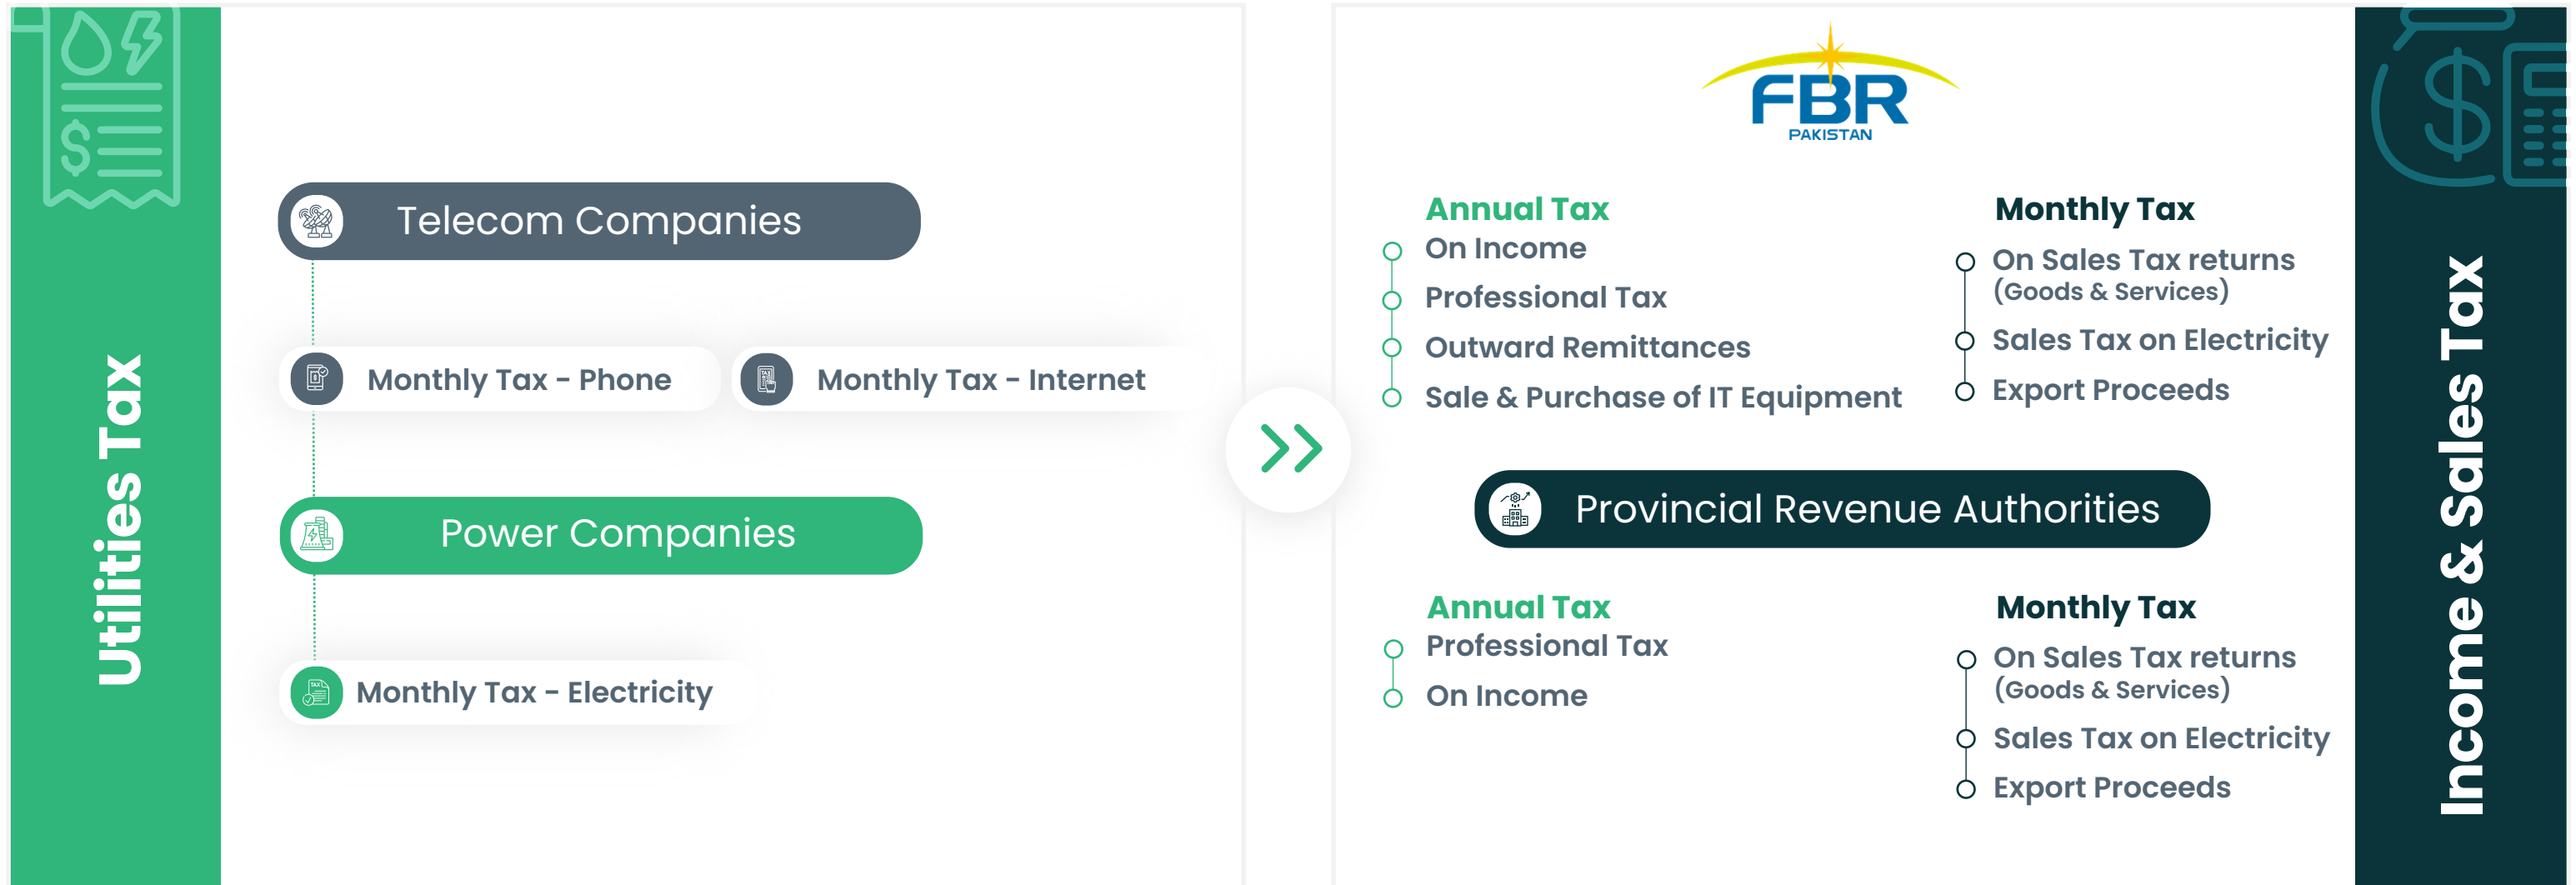 Utilities Tax
Telecom Companies
Monthly Tax - Phone
Monthly Tax - Internet
Power Companies
Monthly Tax - Electricity
FBR
PAKISTAN
Annual Tax
On Income
Professional Tax
Outward Remittances
Sale & Purchase of IT Equipment
Monthly Tax
On Sales Tax returns
(Goods & Services)
Sales Tax on Electricity
Export Proceeds
Provincial Revenue Authorities
Annual Tax
Professional Tax
On Income
Monthly Tax
On Sales Tax returns
(Goods & Services)
Sales Tax on Electricity
Export Proceeds
Income & Sales Tax